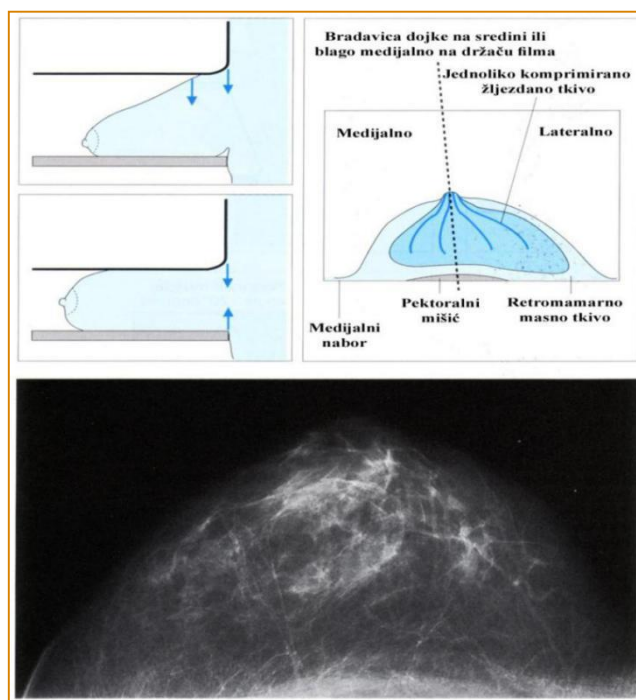 Bradavica dojke na sredini ili
blago medijalno na držaču filma
Jednoliko komprimirano
žljezdano tkivo
Medijalno
Lateralno
Pektoralni
mišić
Retromamarno
masno tkivo
Medijalni
nabor